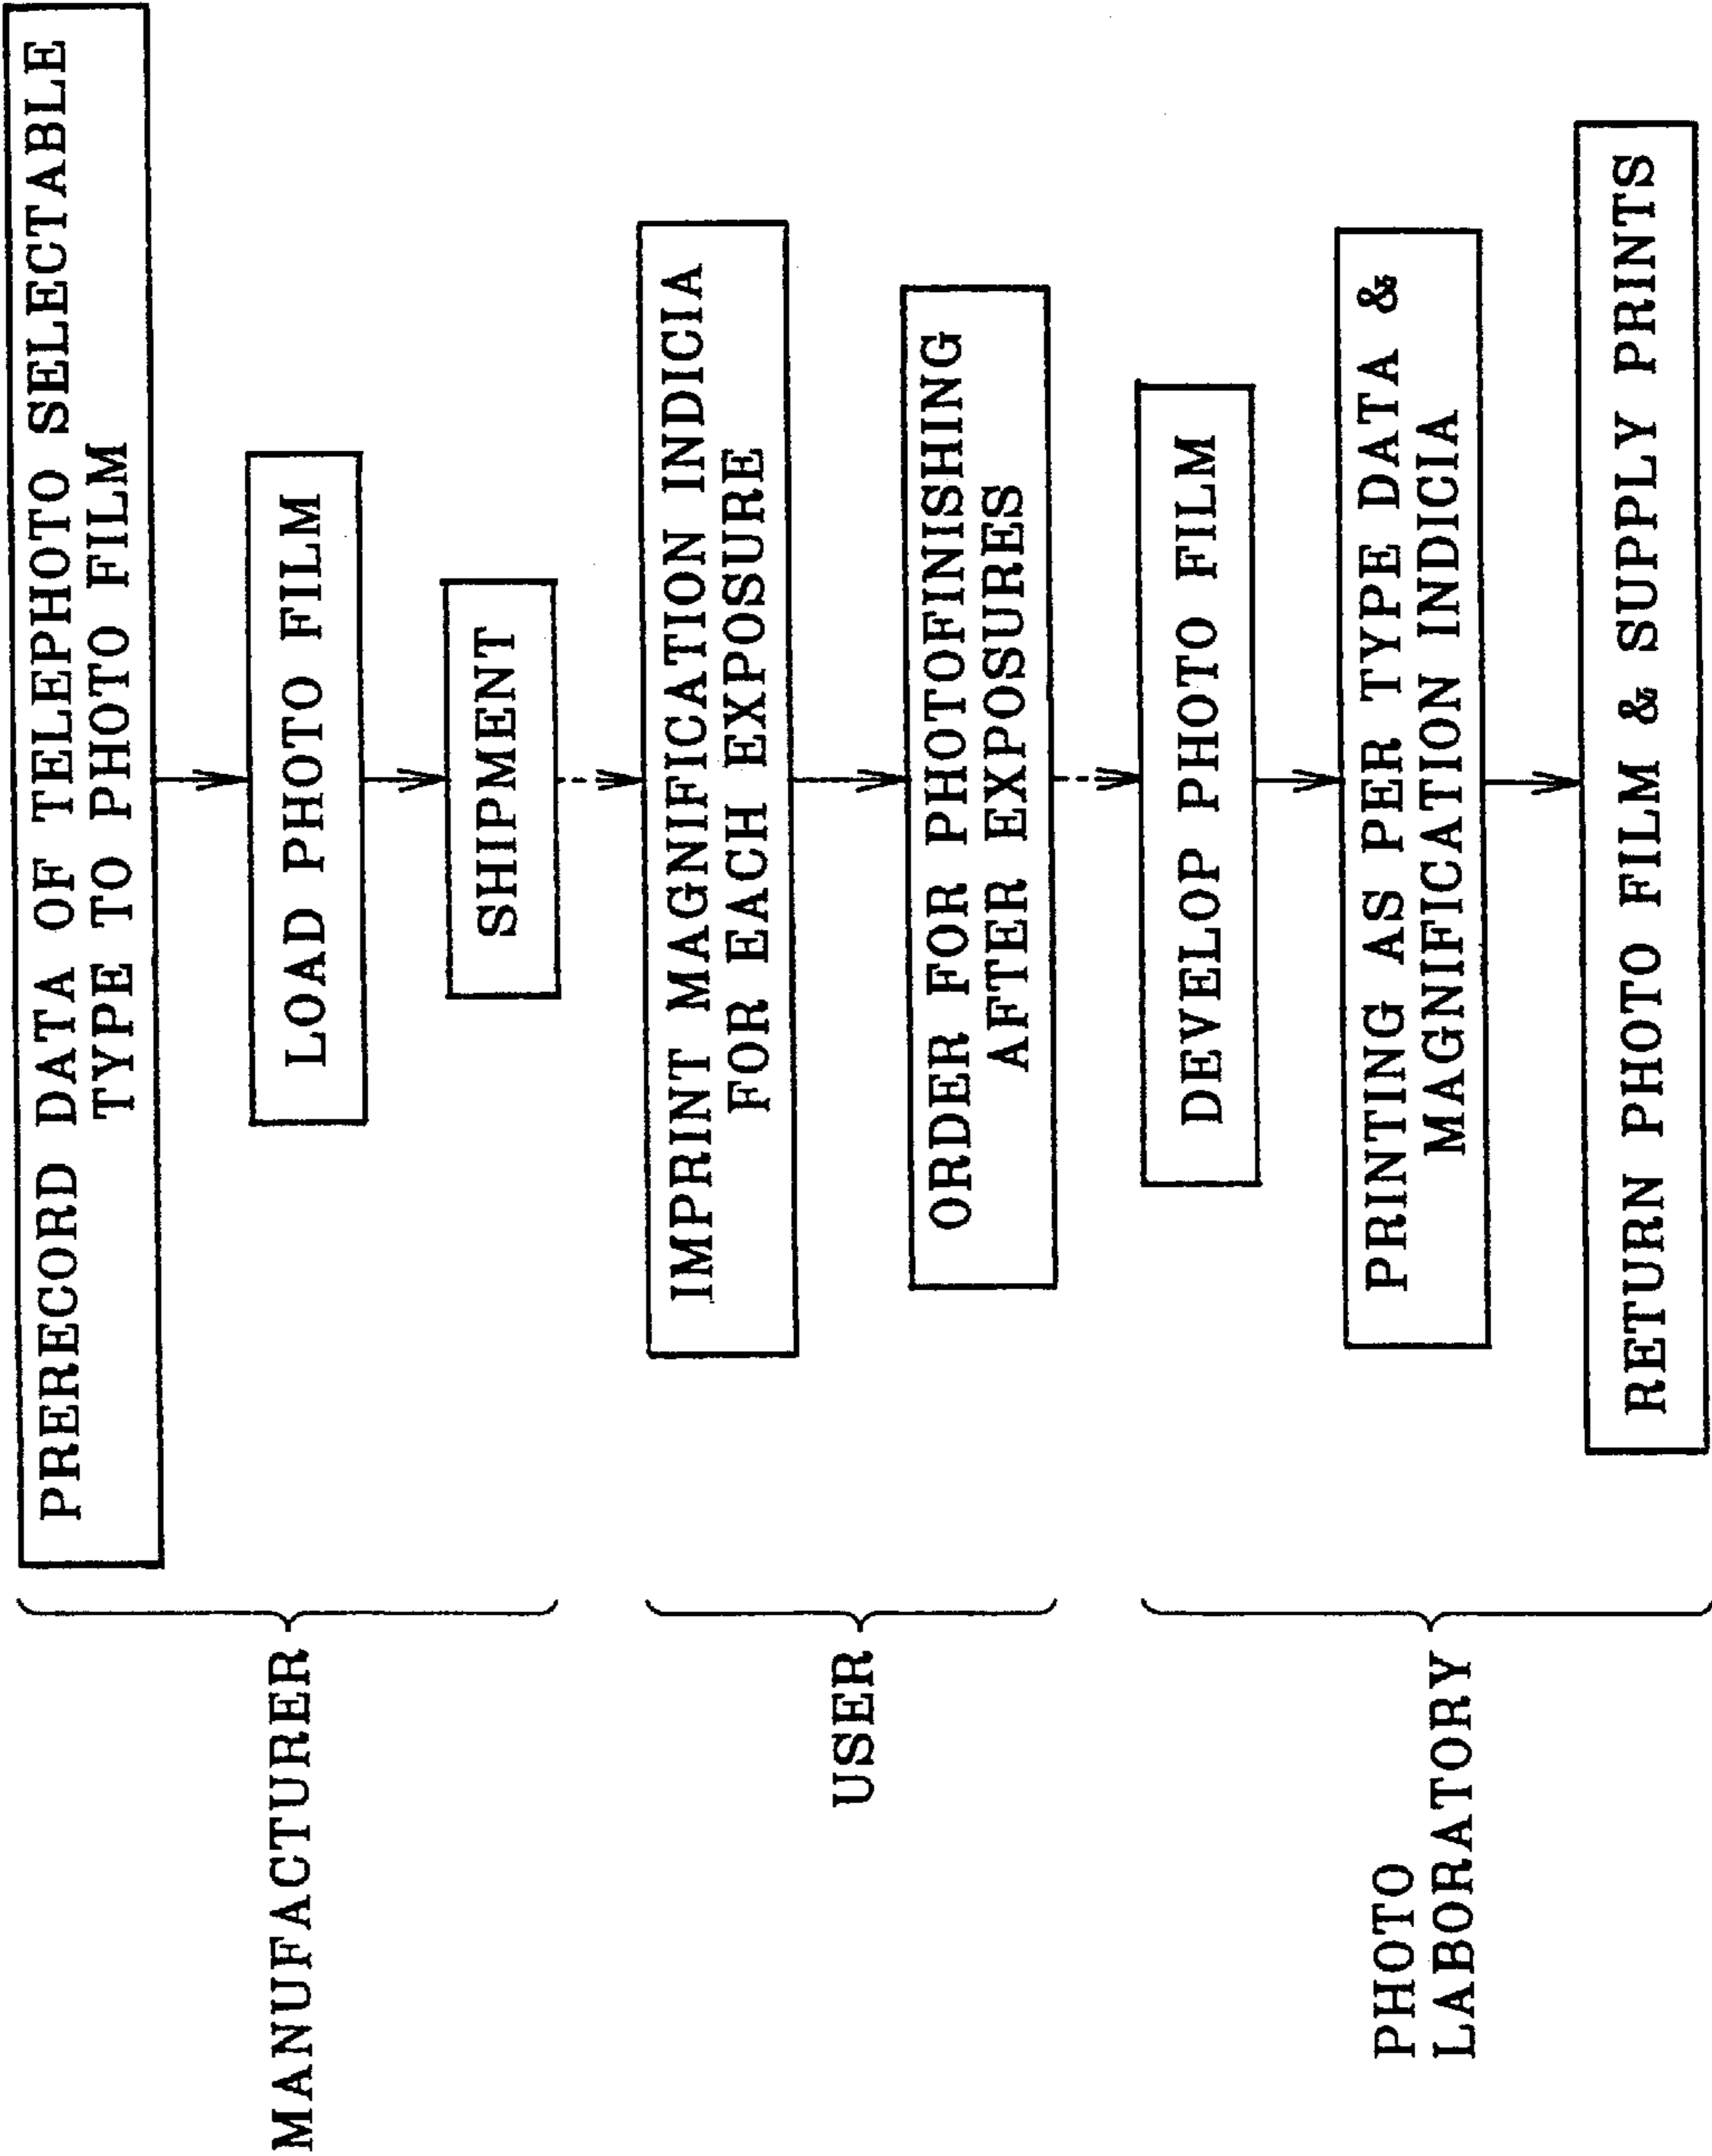 MANUFACTURER
PRERECORD DATA OF TELEPHOTO SELECTABLE
TYPE TO PHOTO FILM
LOAD PHOTO FILM
SHIPMENT
USER
IMPRINT MAGNIFICATION INDICIA
FOR EACH EXPOSURE
ORDER FOR PHOTOFINISHING
AFTER EXPOSURES
PHOTO
LABORATORY
DEVELOP PHOTO FILM
PRINTING AS PER TYPE DATA &
MAGNIFICATION INDICIA
RETURN PHOTO FILM & SUPPLY PRINTS